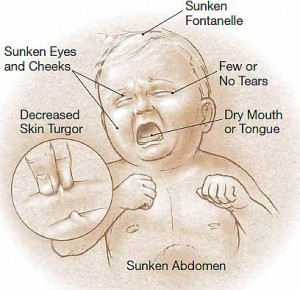 Sunken
Fontanelle
Sunken Eyes
and Cheeks
Few or
No Tears
Decreased
Skin Turgor
Dry Mouth
or Tongue
Sunken Abdomen